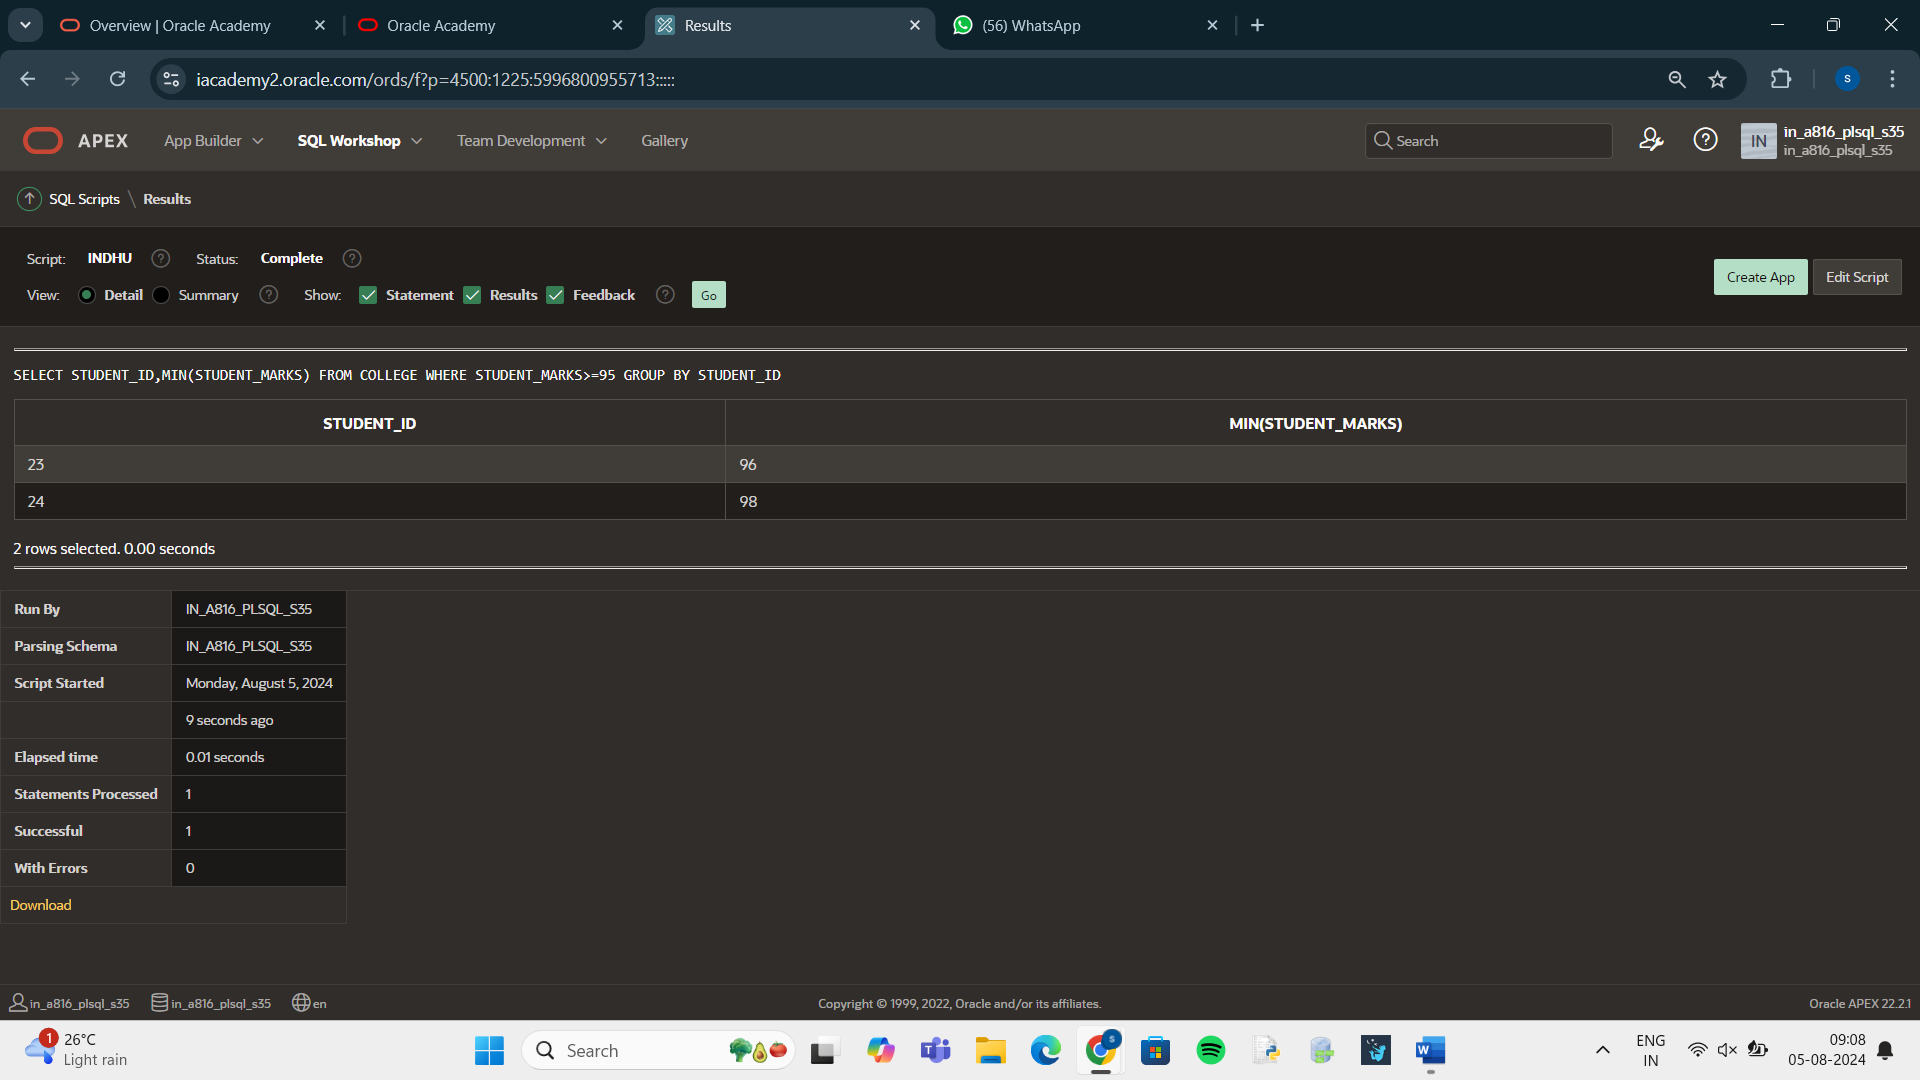 Overview | Oracle Academy
Oracle Academy
Results
(56) WhatsApp
iacademy2.oracle.com/ords/f?p=4500:1225:5996800955713:::::
S
APEX
App Builder
SQL Workshop
Team Development
Gallery
Search
IN
in_a816_plsql_s35
in_a816_plsql_s35
SQL Scripts \ Results
Script: INDHU ? Status: Complete ?
View: Detail Summary ? Show: Statement Results Feedback ? Go
Create App
Edit Script
SELECT STUDENT_ID,MIN(STUDENT_MARKS) FROM COLLEGE WHERE STUDENT_MARKS>=95 GROUP BY STUDENT_ID
STUDENT_ID MIN(STUDENT_MARKS)
23 96
24 98
2 rows selected. 0.00 seconds
Run By IN_A816_PLSQL_S35
Parsing Schema IN_A816_PLSQL_S35
Script Started Monday, August 5, 2024
9 seconds ago
Elapsed time 0.01 seconds
Statements Processed 1
Successful 1
With Errors 0
Download
in_a816_plsql_s35 in_a816_plsql_s35 en
Copyright © 1999, 2022, Oracle and/or its affiliates.
Oracle APEX 22.2.1
1
26°C
Light rain
Search
ENG
IN
09:08
05-08-2024